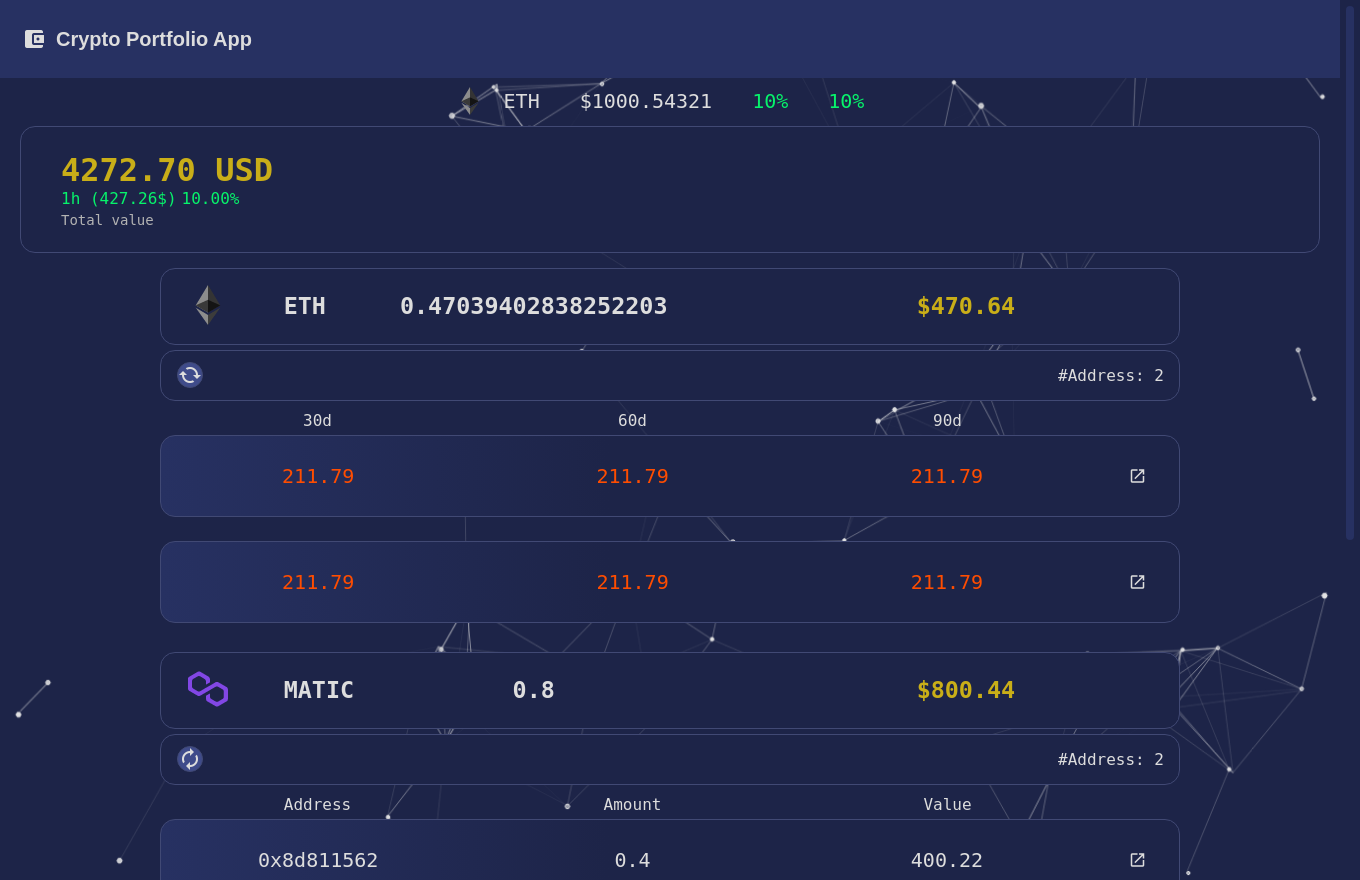 Crypto Portfolio App
ETH $1000.54321 10% 10%
4272.70 USD
1h (427.26$) 10.00%
Total value
ETH 0.47039402838252203 $470.64
#Address: 2
30d 60d 90d
211.79 211.79 211.79
211.79 211.79 211.79
MATIC 0.8 $800.44
#Address: 2
Address Amount Value
0x8d811562 0.4 400.22